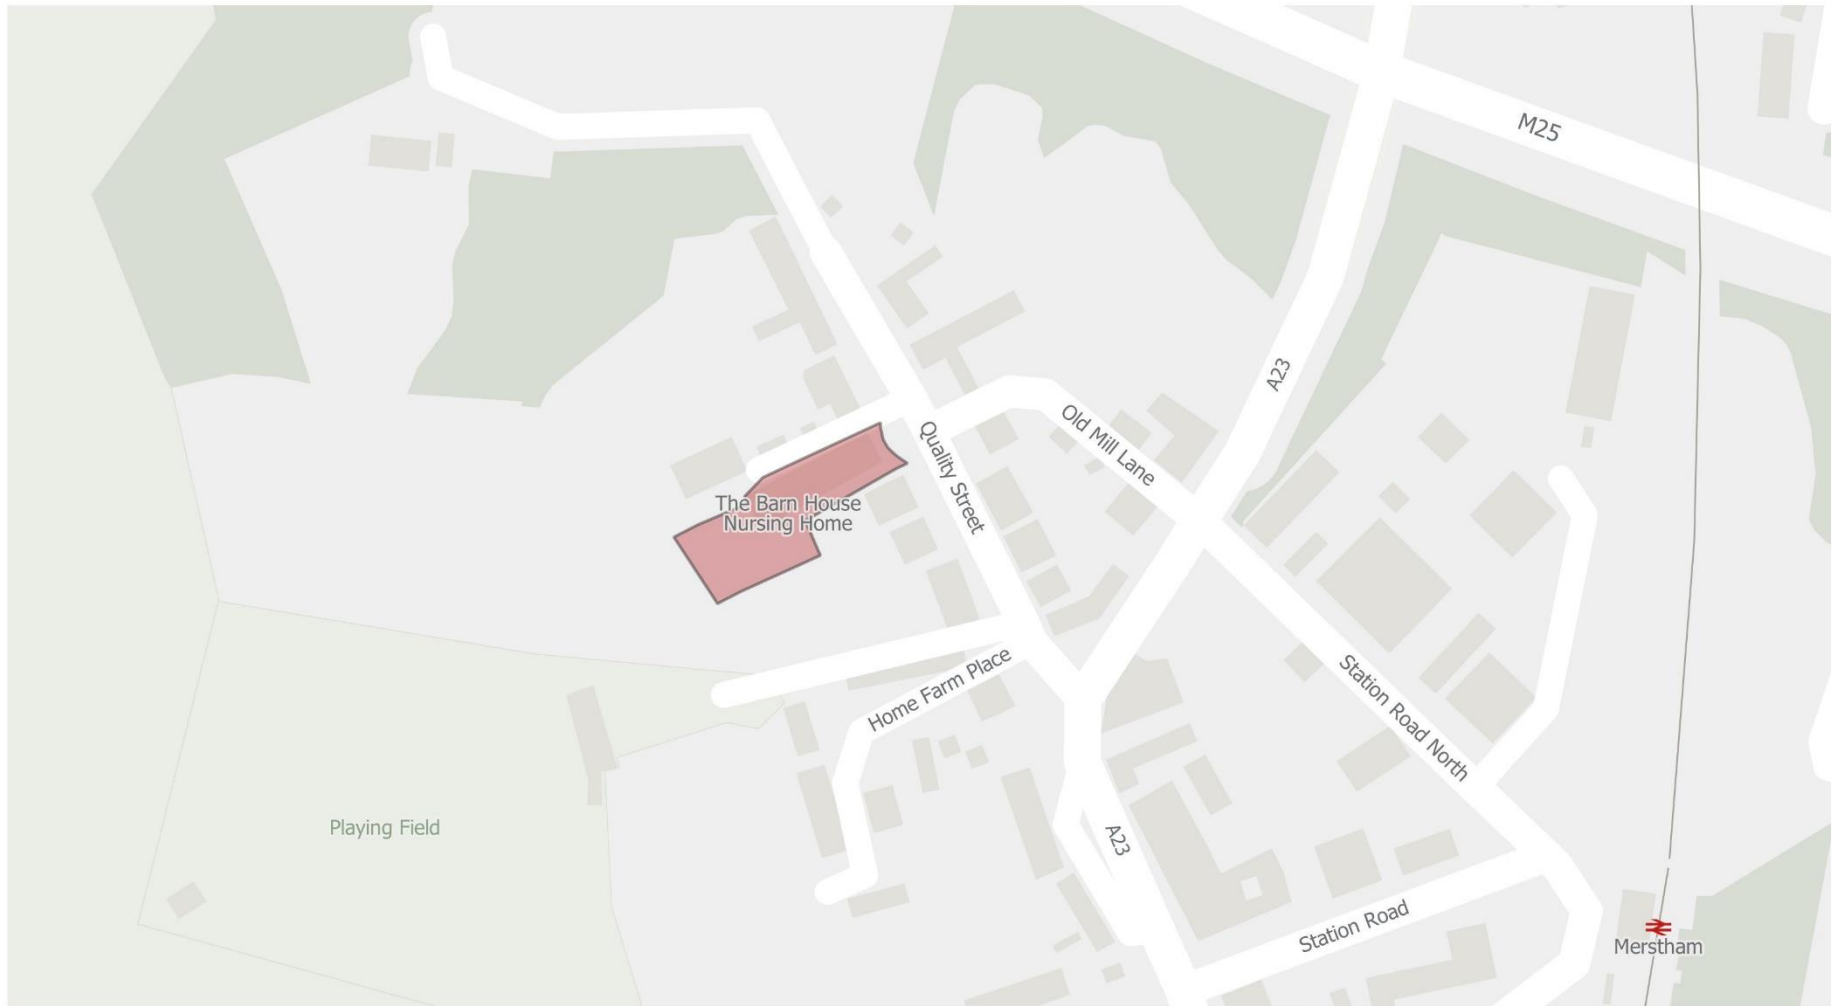 M25
A23
Old Mill Lane
Quality Street
The Barn House
Nursing Home
Home Farm Place
Station Road North
Playing Field
A23
Station Road
Merstham